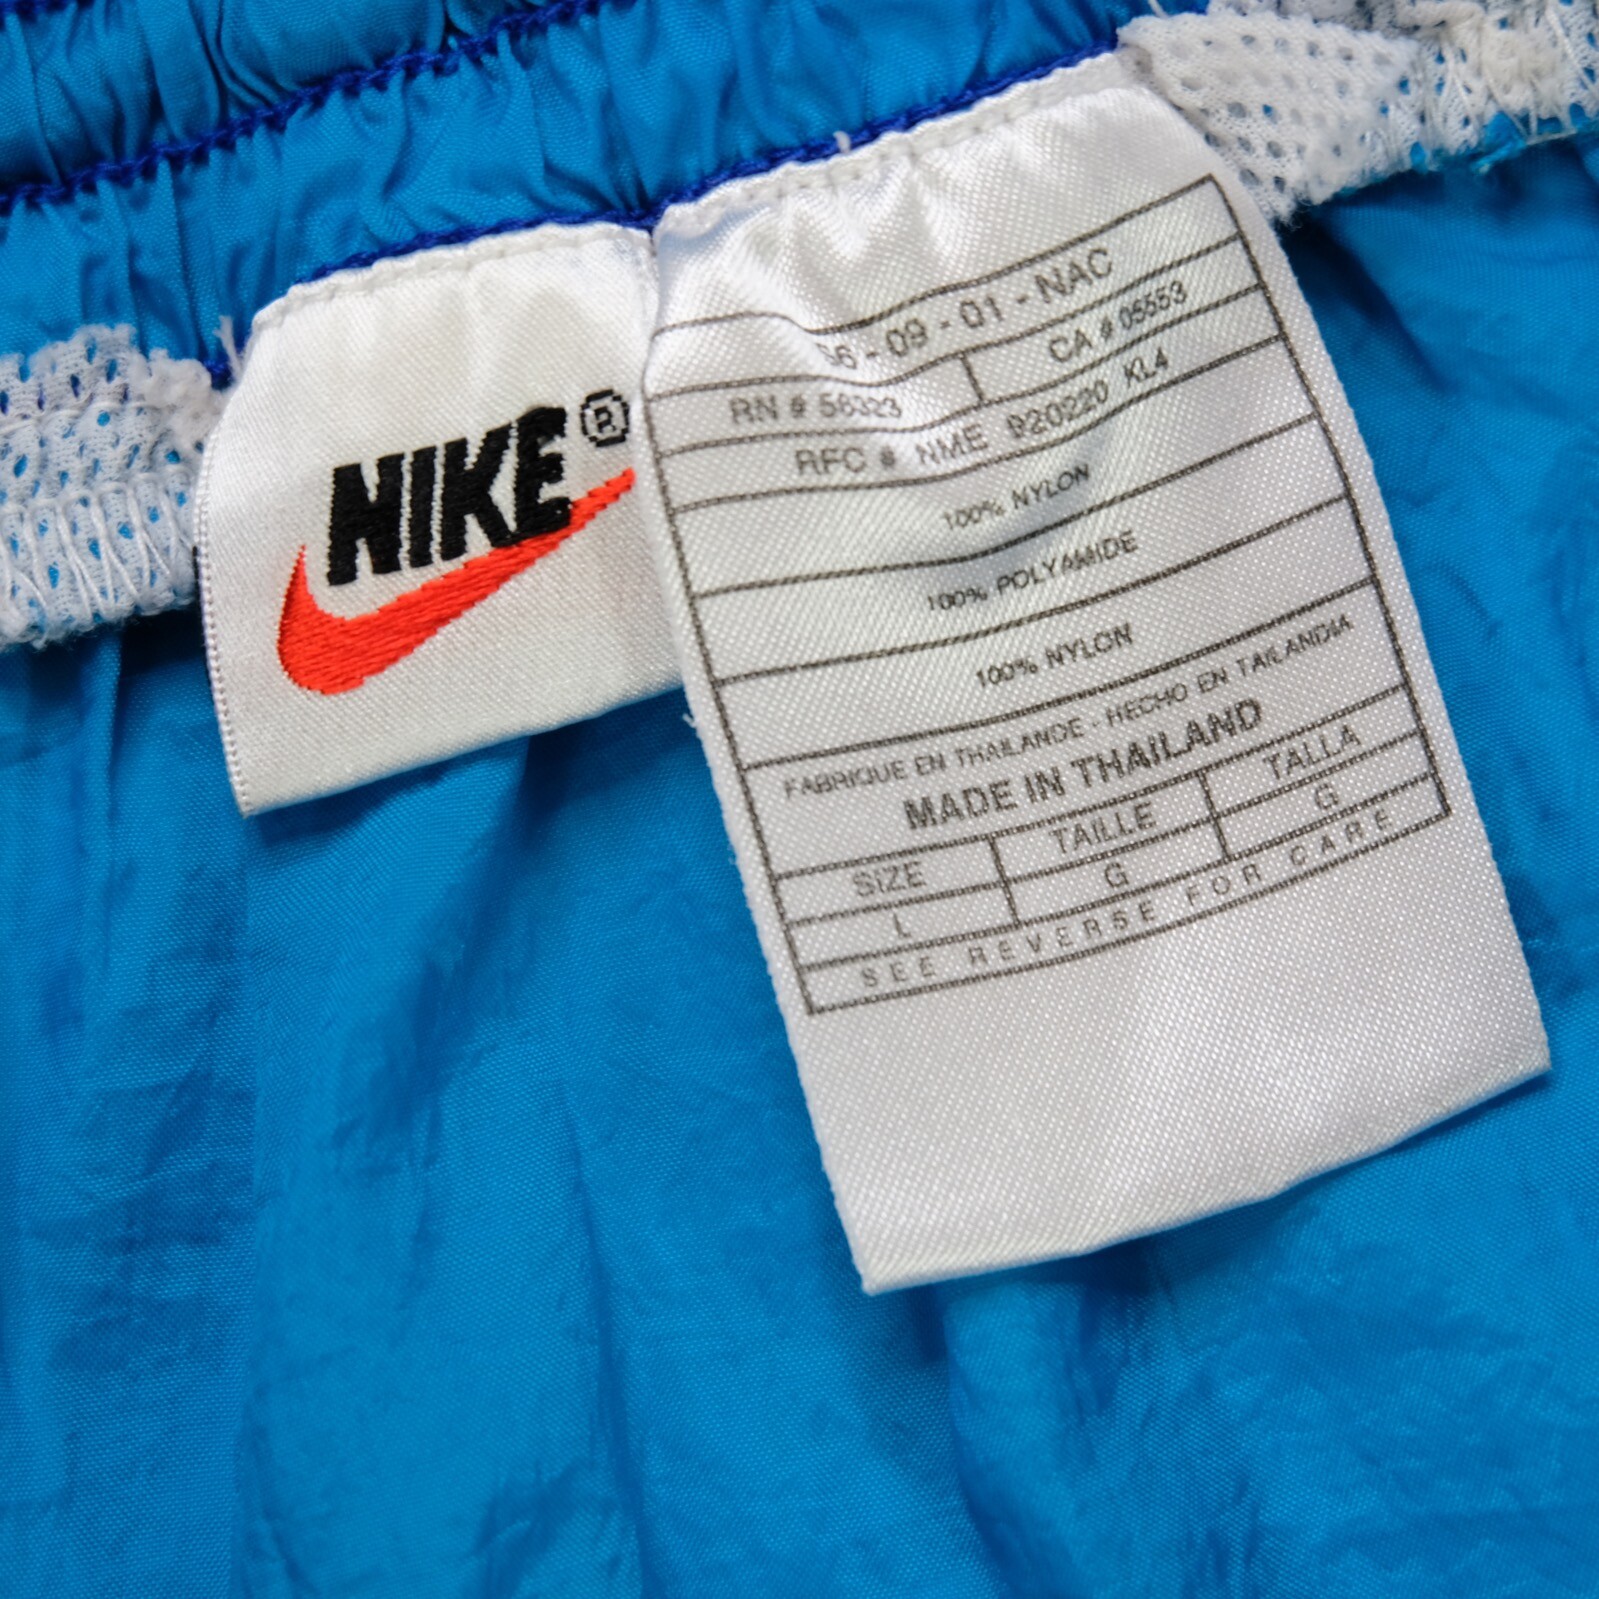 NIKE®
66-09-01-NAC
RN # 56323 CA # 05553
RFC # NME 920220 KL4
100% NYLON
100% POLYAMIDE
100% NYLON
FABRIQUE EN THAILANDE - HECHO EN TAILANDIA
MADE IN THAILAND
SIZE TAILLE TALLA
L G G
SEE REVERSE FOR CARE